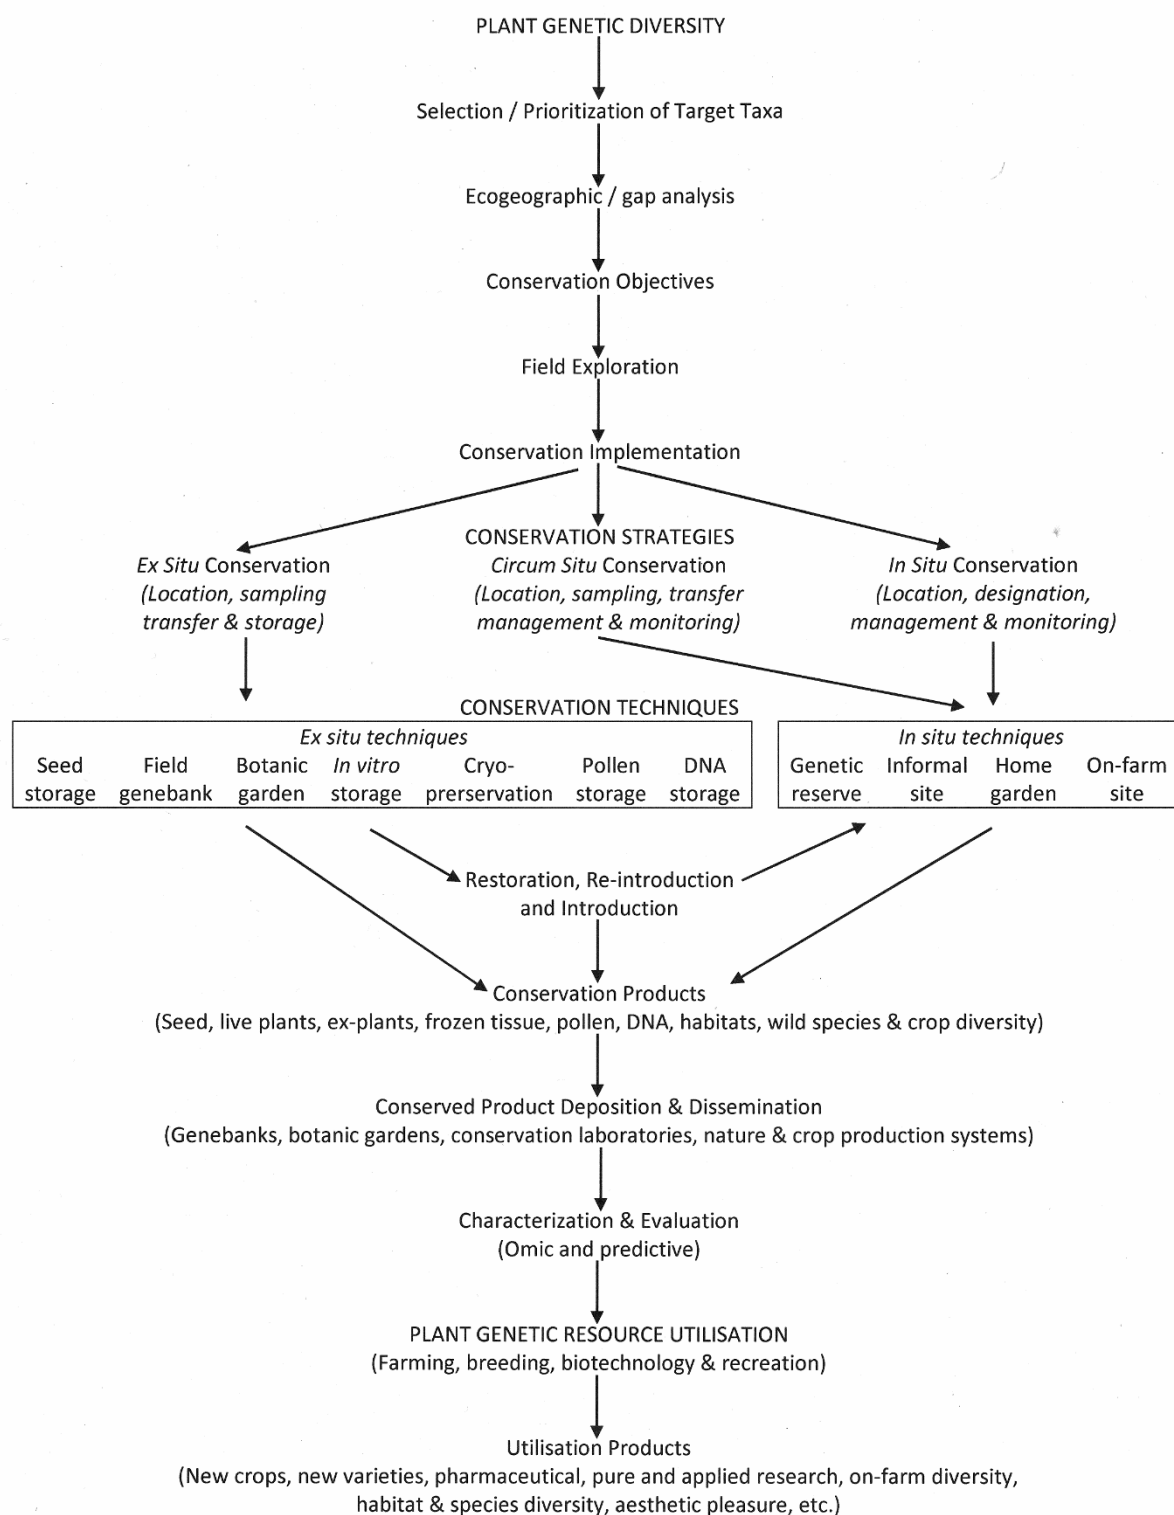 PLANT GENETIC DIVERSITY
Selection / Prioritization of Target Taxa
Ecogeographic / gap analysis
Conservation Objectives
Field Exploration
Conservation Implementation
CONSERVATION STRATEGIES
Ex Situ Conservation
(Location, sampling
transfer & storage)
Circum Situ Conservation
(Location, sampling, transfer
management & monitoring)
In Situ Conservation
(Location, designation,
management & monitoring)
CONSERVATION TECHNIQUES
Ex situ techniques
Seed
storage
Field
genebank
Botanic
garden
In vitro
storage
Cryo-
prerservation
Pollen
storage
DNA
storage
In situ techniques
Genetic
reserve
Informal
site
Home
garden
On-farm
site
Restoration, Re-introduction
and Introduction
Conservation Products
(Seed, live plants, ex-plants, frozen tissue, pollen, DNA, habitats, wild species & crop diversity)
Conserved Product Deposition & Dissemination
(Genebanks, botanic gardens, conservation laboratories, nature & crop production systems)
Characterization & Evaluation
(Omic and predictive)
PLANT GENETIC RESOURCE UTILISATION
(Farming, breeding, biotechnology & recreation)
Utilisation Products
(New crops, new varieties, pharmaceutical, pure and applied research, on-farm diversity,
habitat & species diversity, aesthetic pleasure, etc.)